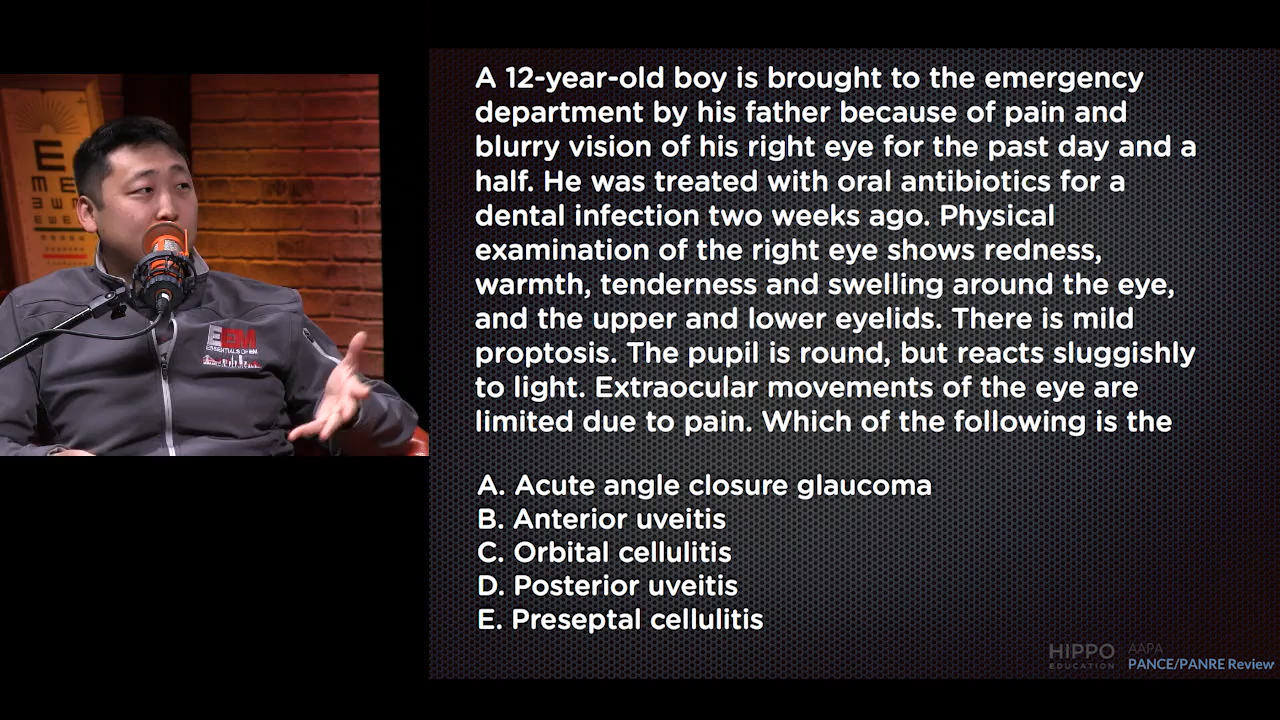 A 12-year-old boy is brought to the emergency
department by his father because of pain and
blurry vision of his right eye for the past day and a
half. He was treated with oral antibiotics for a
dental infection two weeks ago. Physical
examination of the right eye shows redness,
warmth, tenderness and swelling around the eye,
and the upper and lower eyelids. There is mild
proptosis. The pupil is round, but reacts sluggishly
to light. Extraocular movements of the eye are
limited due to pain. Which of the following is the
A. Acute angle closure glaucoma
B. Anterior uveitis
C. Orbital cellulitis
D. Posterior uveitis
E. Preseptal cellulitis
HIPPO
EDUCATION
AAPA
PANCE/PANRE Review
E
ESSENTIALS OF EM